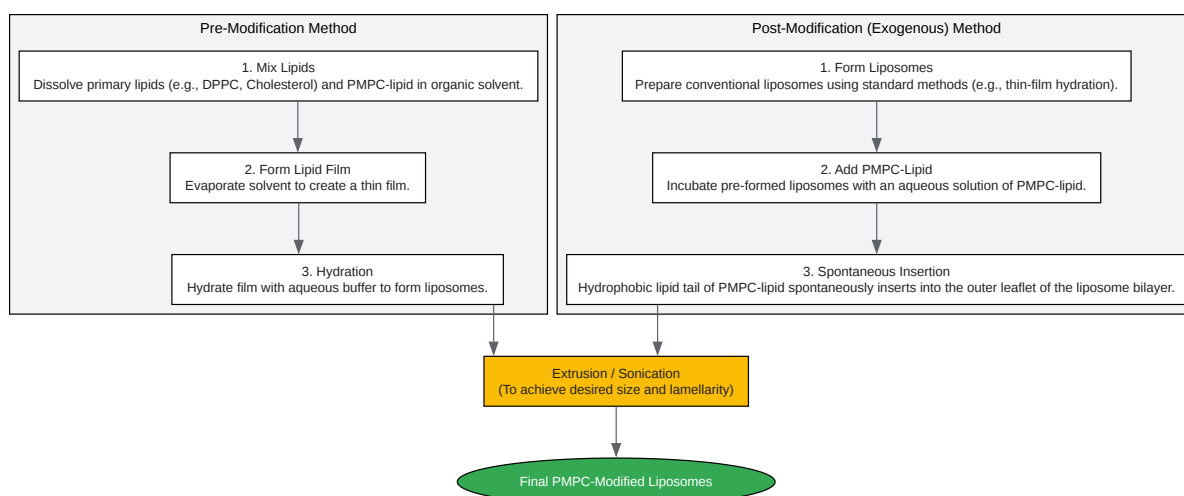 Pre-Modification Method
1. Mix Lipids
Dissolve primary lipids (e.g., DPPC, Cholesterol) and PMPC-lipid in organic solvent.
2. Form Lipid Film
Evaporate solvent to create a thin film.
3. Hydration
Hydrate film with aqueous buffer to form liposomes.
Post-Modification (Exogenous) Method
1. Form Liposomes
Prepare conventional liposomes using standard methods (e.g., thin-film hydration).
2. Add PMPC-Lipid
Incubate pre-formed liposomes with an aqueous solution of PMPC-lipid.
3. Spontaneous Insertion
Hydrophobic lipid tail of PMPC-lipid spontaneously inserts into the outer leaflet of the liposome bilayer.
Extrusion / Sonication
(To achieve desired size and lamellarity)
Final PMPC-Modified Liposomes